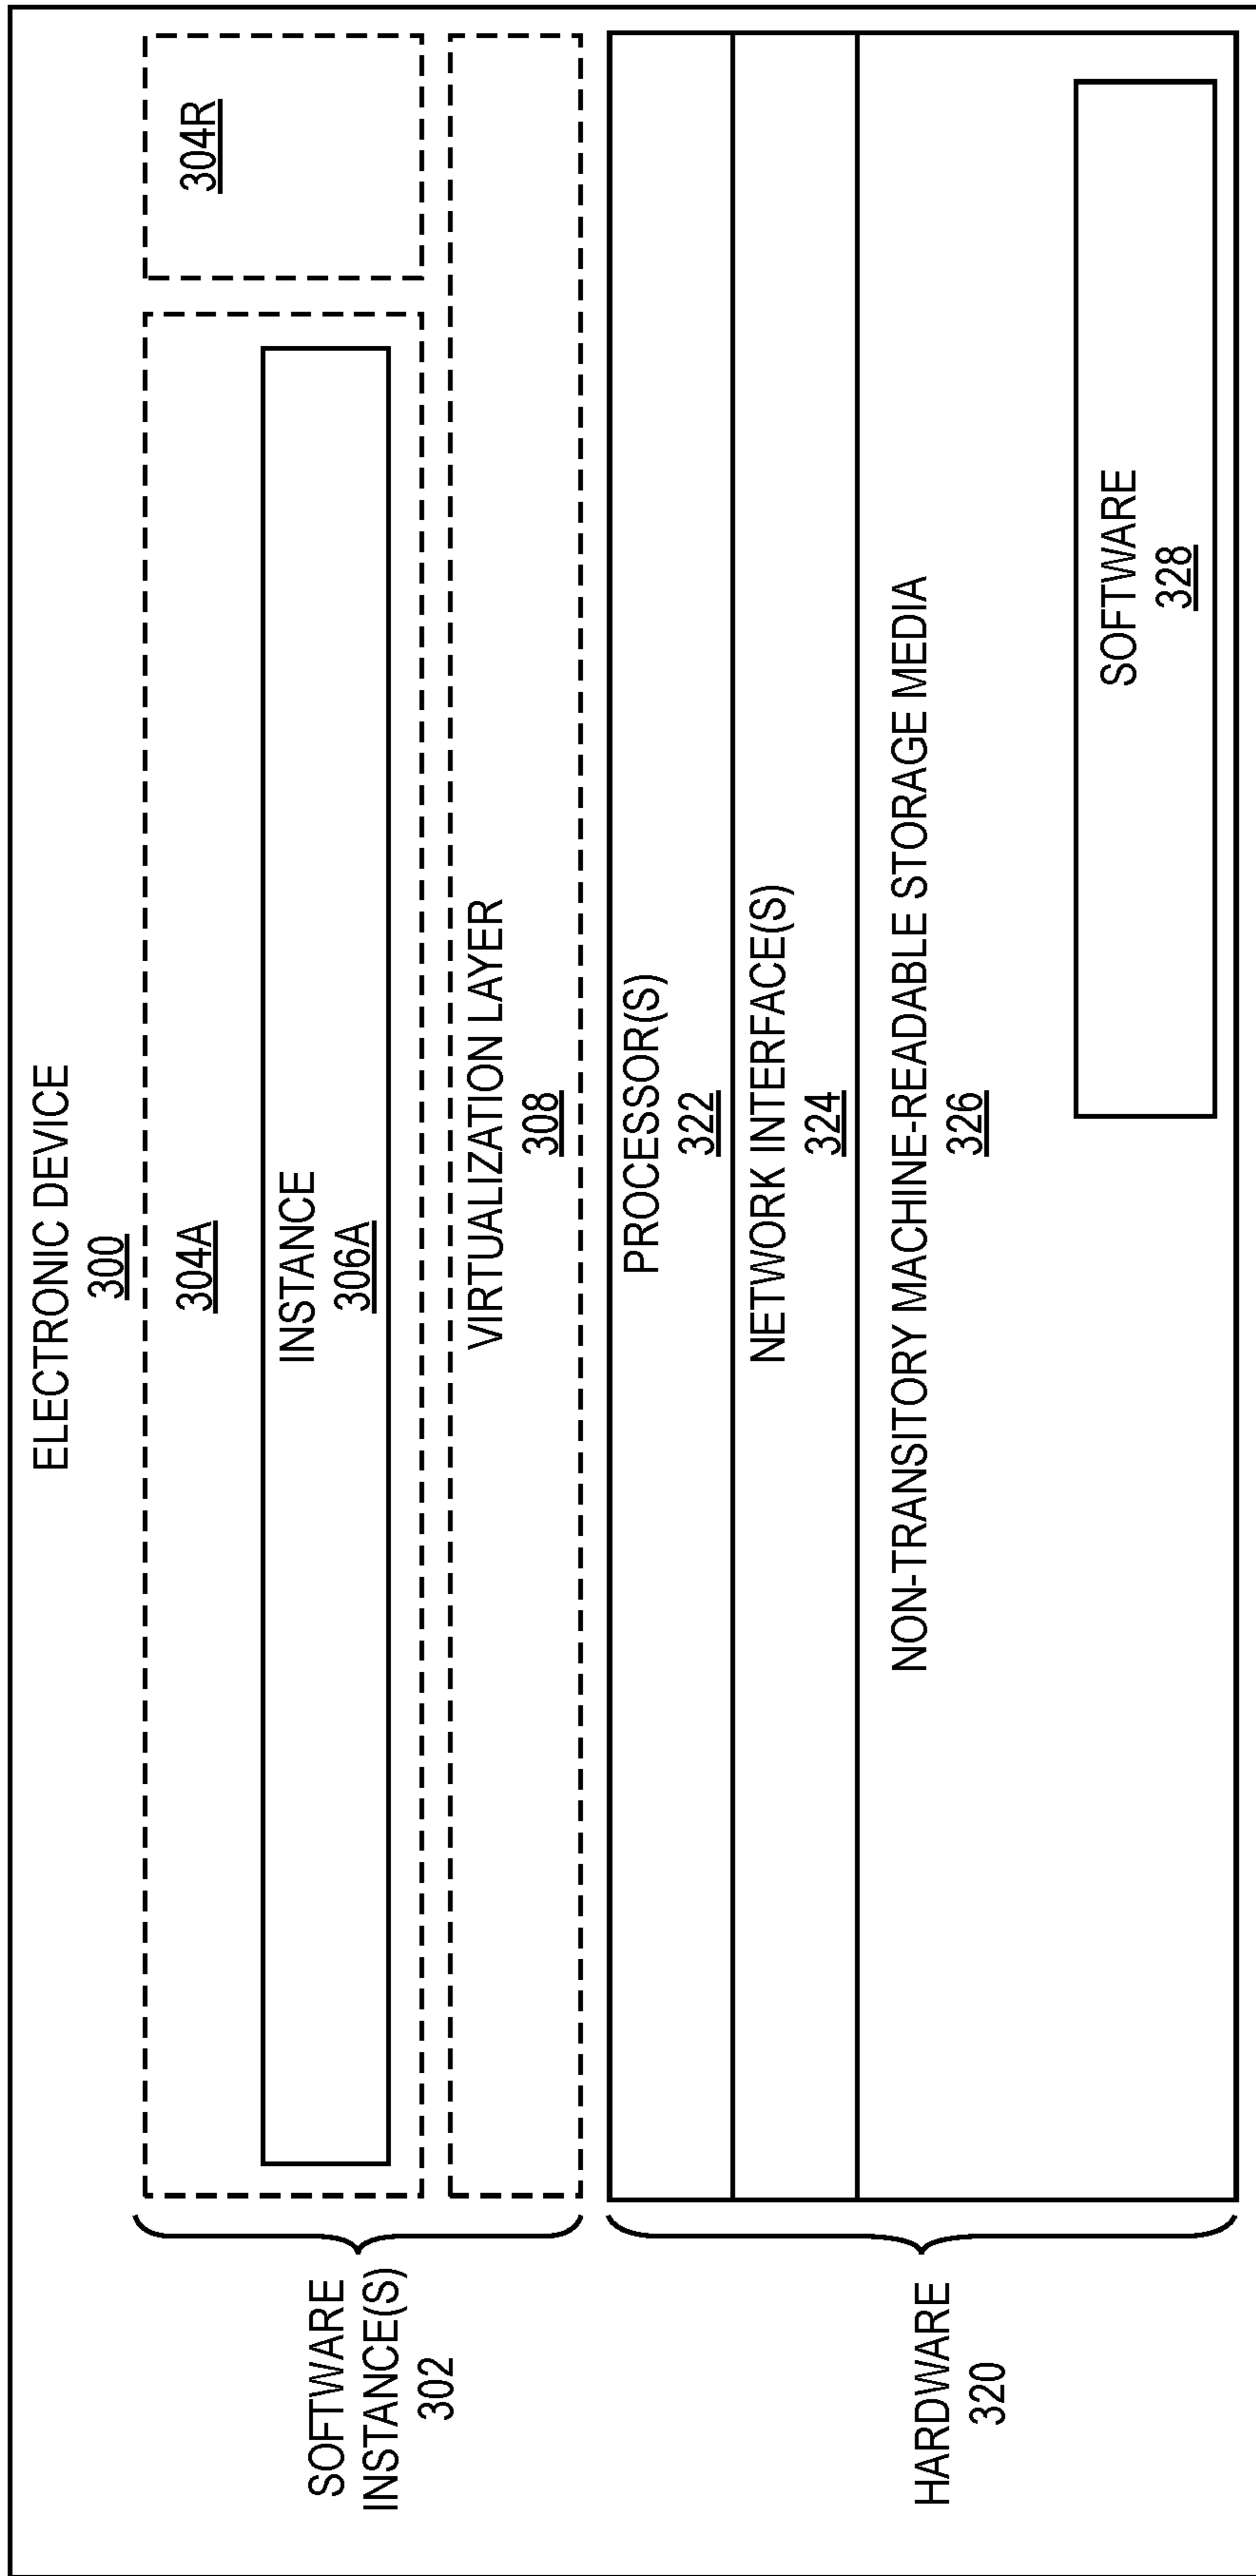 ELECTRONIC DEVICE
300
SOFTWARE
INSTANCE(S)
302
304A
304R
INSTANCE
306A
VIRTUALIZATION LAYER
308
HARDWARE
320
PROCESSOR(S)
322
NETWORK INTERFACE(S)
324
NON-TRANSITORY MACHINE-READABLE STORAGE MEDIA
326
SOFTWARE
328